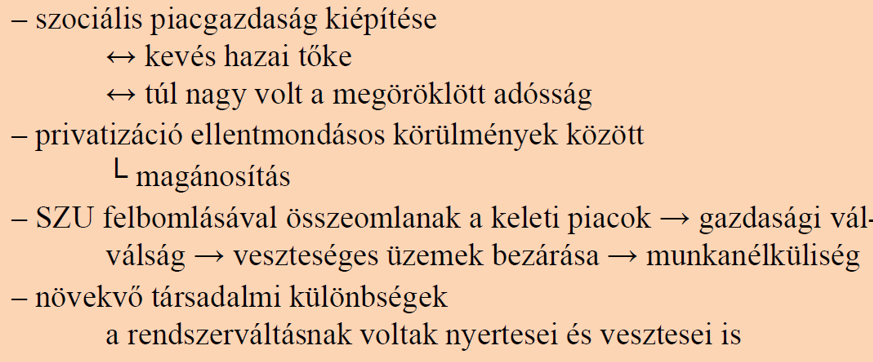 – szociális piacgazdaság kiépítése
↔ kevés hazai tőke
↔ túl nagy volt a megöröklött adósság
– privatizáció ellentmondásos körülmények között
└ magánosítás
– SZU felbomlásával összeomlanak a keleti piacok → gazdasági vál-
válság → veszteséges üzemek bezárása → munkanélküliség
– növekvő társadalmi különbségek
a rendszerváltásnak voltak nyertesei és vesztesei is